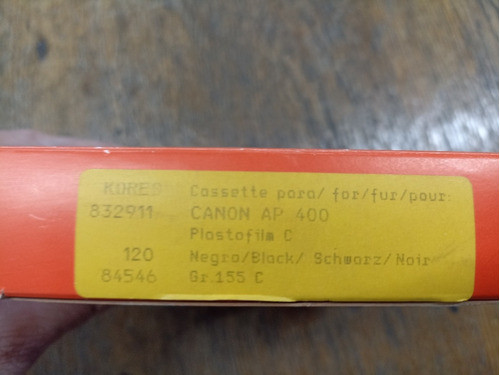 KORES Cassette para/ for/fur/pour:
832911 CANON AP 400
Plastofilm C
120 Negro/Black/ Schwarz/Noir
84546 Gr.155 C